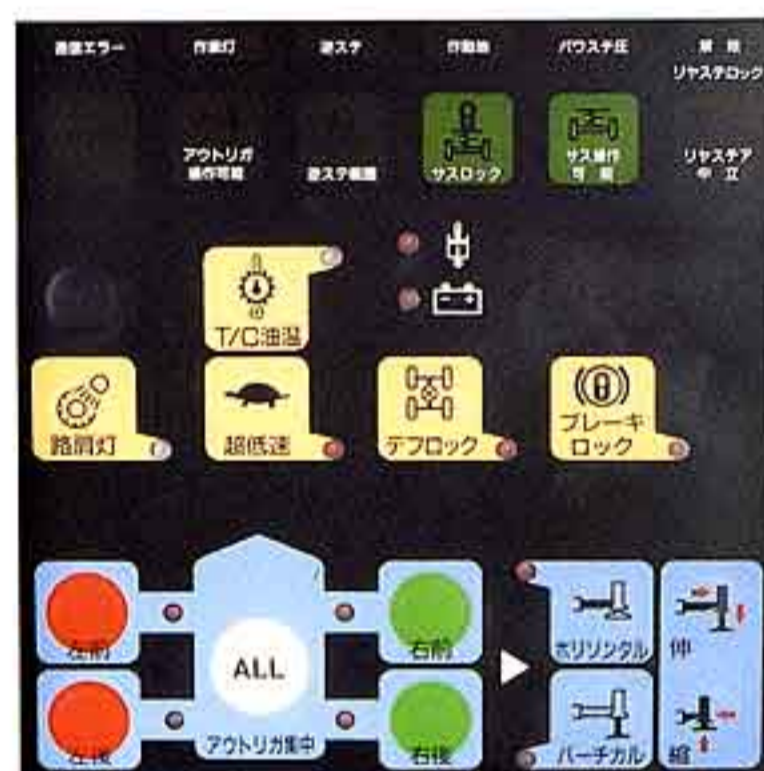 通信エラー
作業灯
逆ステ
作動油
パワステ圧
解 除
リヤステロック
アウトリガ
操作可能
逆ステ範囲
サスロック
サス操作
可 能
リヤステア
中 立
T/C油温
路肩灯
超低速
デフロック
ブレーキ
ロック
左前
右前
ホリゾンタル
伸
ALL
左後
アウトリガ集中
右後
バーチカル
縮